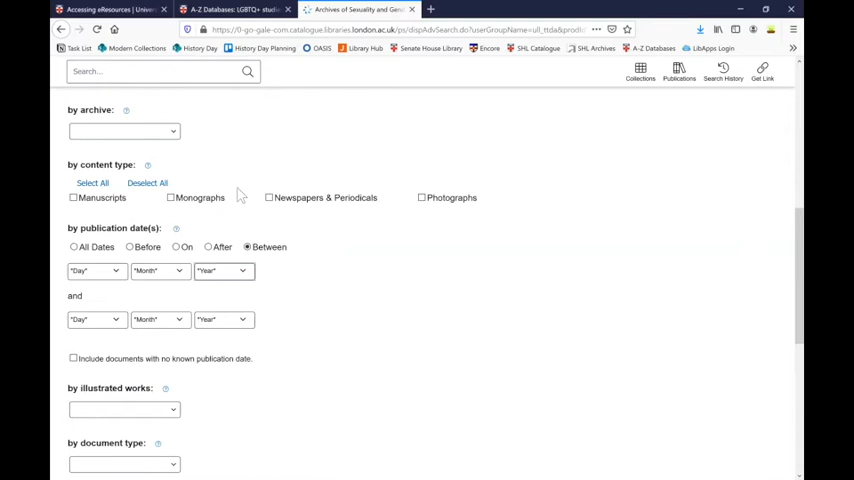 Accessing eResources | Univer
A-Z Databases: LGBTQ+ studie
Archives of Sexuality and Gend
https://0-go-gale-com.catalogue.libraries.london.ac.uk/ps/dispAdvSearch.do?userGroupName=ull_ttda&prodI
Task List Modern Collections History Day History Day Planning OASIS Library Hub Senate House Library Encore SHL Catalogue SHL Archives A-Z Databases LibApps Login
Search...
Collections Publications Search History Get Link
by archive:
by content type:
Select All Deselect All
Manuscripts Monographs Newspapers & Periodicals Photographs
by publication date(s):
All Dates Before On After Between
"Day" "Month" "Year"
and
"Day" "Month" "Year"
Include documents with no known publication date.
by illustrated works:
by document type: